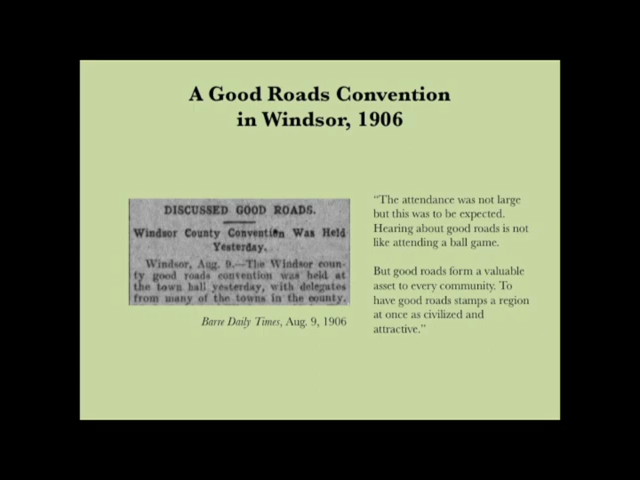 A Good Roads Convention
in Windsor, 1906
DISCUSSED GOOD ROADS.
Windsor County Convention Was Held
Yesterday.
Windsor, Aug. 9.—The Windsor coun-
ty good roads convention was held at
the town hall yesterday, with delegates
from many of the towns in the county.
Barre Daily Times, Aug. 9, 1906
“The attendance was not large
but this was to be expected.
Hearing about good roads is not
like attending a ball game.
But good roads form a valuable
asset to every community. To
have good roads stamps a region
at once as civilized and
attractive.”